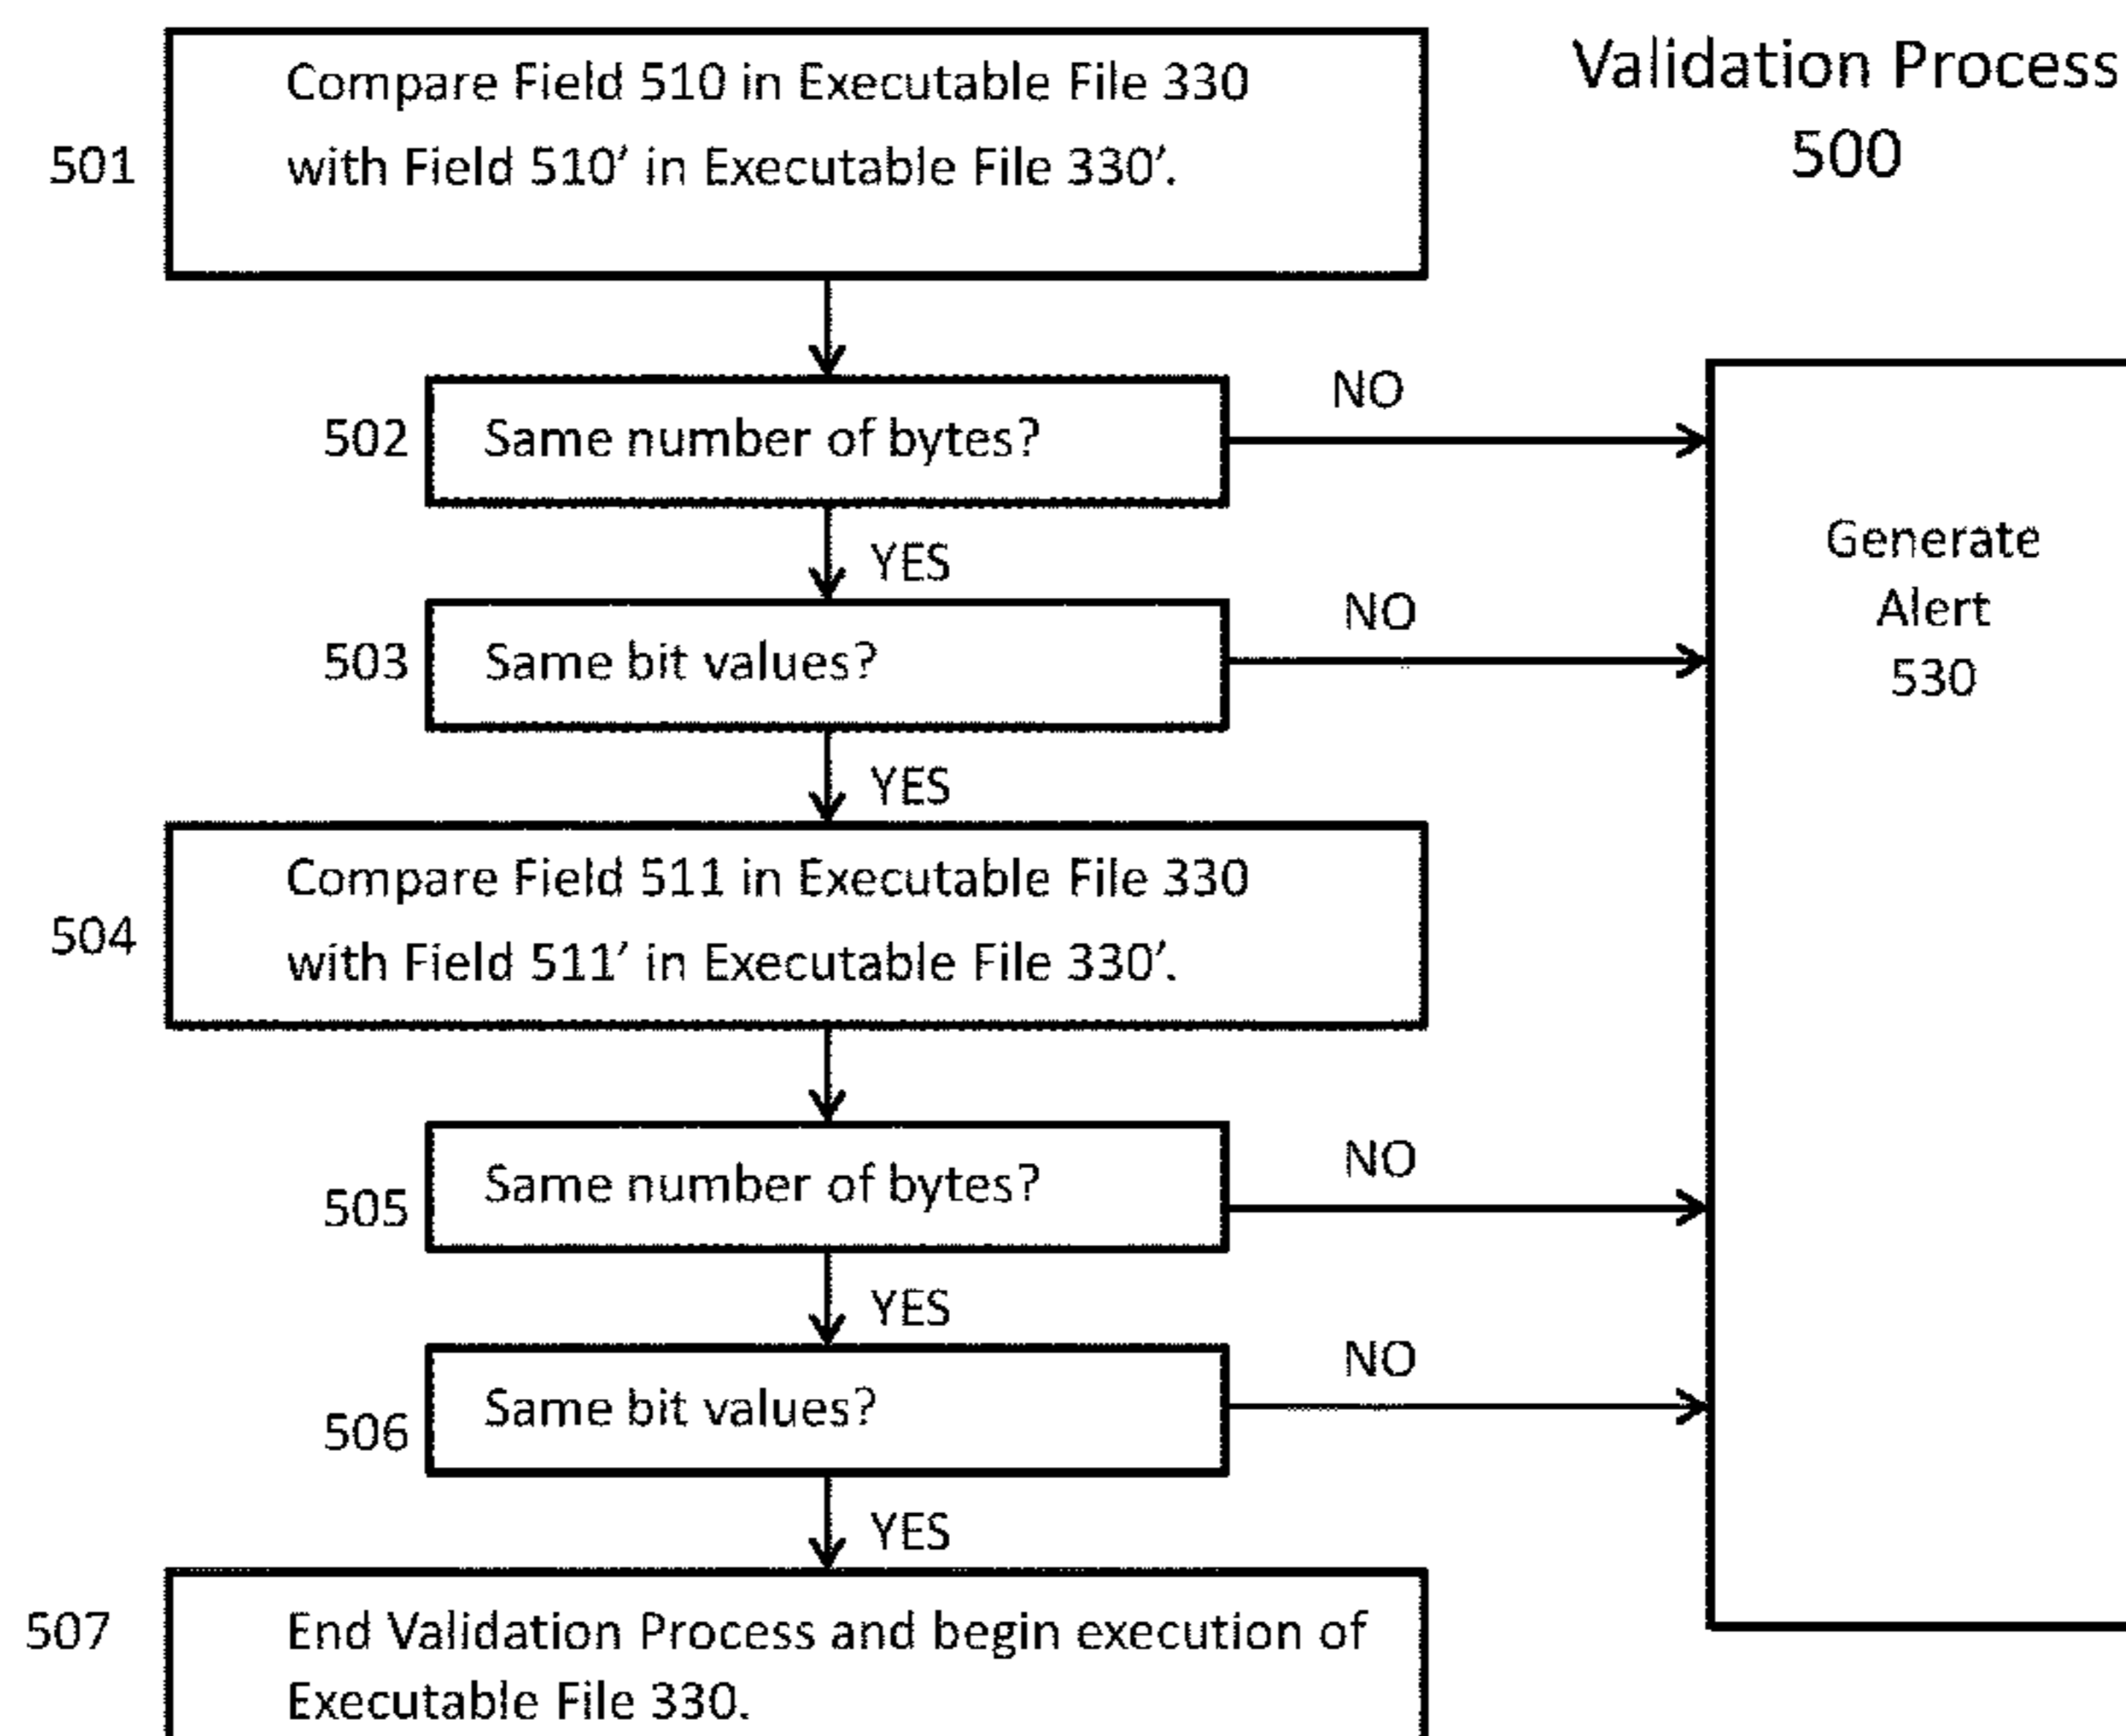 Validation Process
500
501
Compare Field 510 in Executable File 330
with Field 510’ in Executable File 330’.
502
Same number of bytes?
NO
YES
503
Same bit values?
NO
YES
Generate
Alert
530
504
Compare Field 511 in Executable File 330
with Field 511’ in Executable File 330’.
505
Same number of bytes?
NO
YES
506
Same bit values?
NO
YES
507
End Validation Process and begin execution of
Executable File 330.